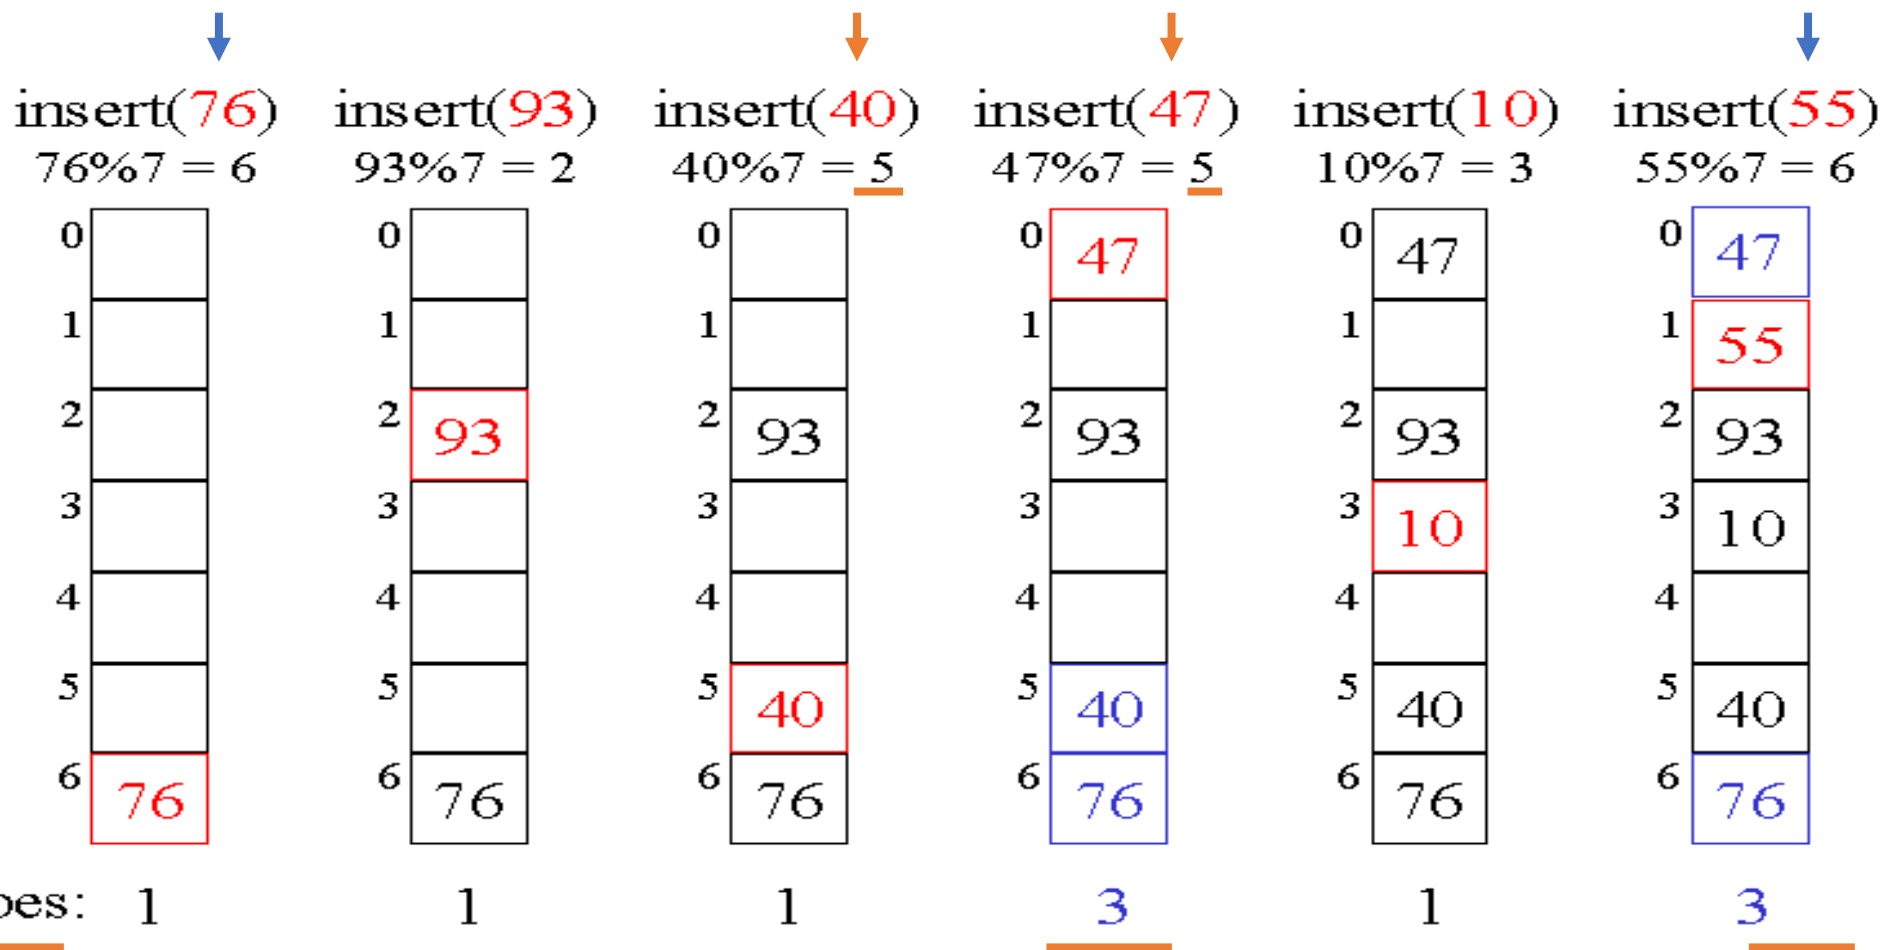 insert(76) insert(93) insert(40) insert(47) insert(10) insert(55)
76%7 = 6 93%7 = 2 40%7 = 5 47%7 = 5 10%7 = 3 55%7 = 6
0 0 0 0 47 0 47 0 47
1 1 1 1 1 1 55
2 2 93 2 93 2 93 2 93 2 93
3 3 3 3 3 10 3 10
4 4 4 4 4 4
5 5 5 40 5 40 5 40 5 40
6 76 6 76 6 76 6 76 6 76 6 76
bes: 1 1 1 3 1 3